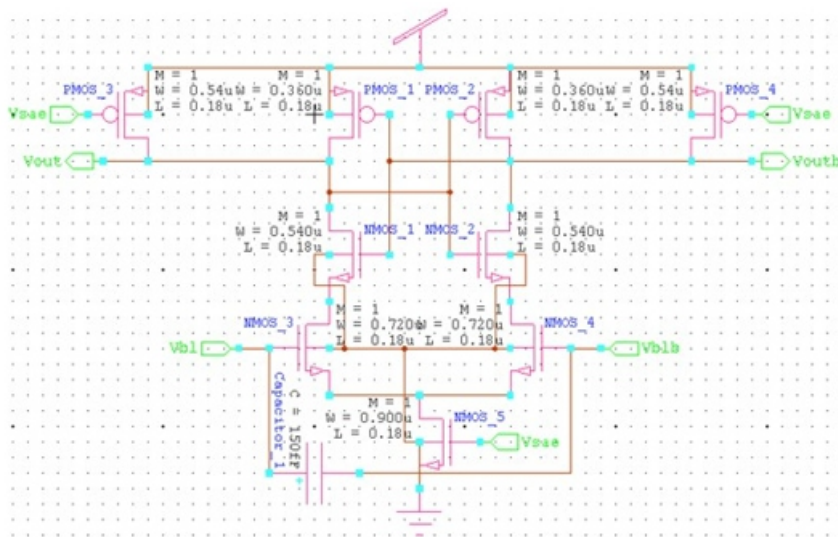 PMOS_3
M = 1
W = 0.54u
L = 0.18u
M = 1
W = 0.360u
L = 0.18u
PMOS_1
PMOS_2
M = 1
W = 0.360u
L = 0.18u
M = 1
W = 0.54u
L = 0.18u
PMOS_4
Vsae
Vsae
Vout
Voutb
M = 1
W = 0.540u
L = 0.18u
NMOS_1
NMOS_2
M = 1
W = 0.540u
L = 0.18u
NMOS_3
M = 1
W = 0.720u
L = 0.18u
M = 1
W = 0.720u
L = 0.18u
NMOS_4
Vbl
Vblb
Capacitor_1
C = 150fF
M = 1
W = 0.900u
L = 0.18u
NMOS_5
Vsae